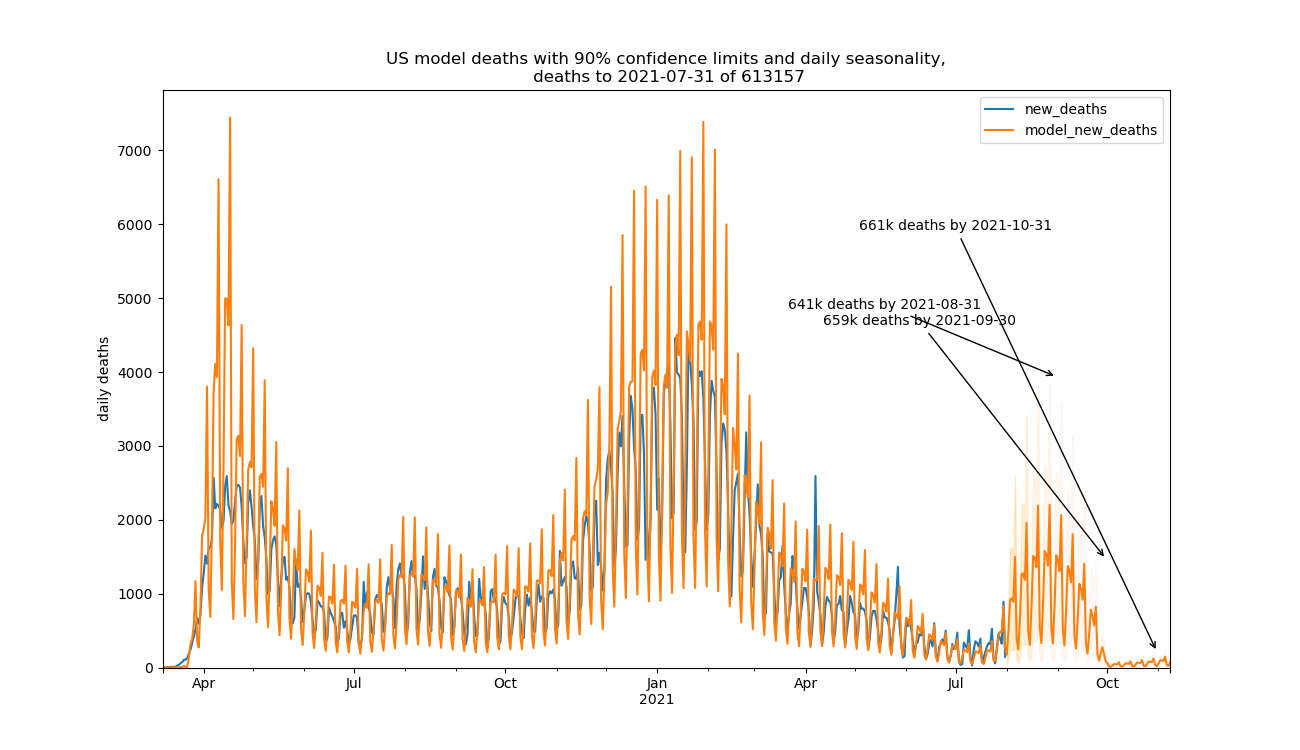 US model deaths with 90% confidence limits and daily seasonality,
deaths to 2021-07-31 of 613157
new_deaths
model_new_deaths
661k deaths by 2021-10-31
641k deaths by 2021-08-31
659k deaths by 2021-09-30
daily deaths
7000
6000
5000
4000
3000
2000
1000
0
Apr
Jul
Oct
Jan
2021
Apr
Jul
Oct